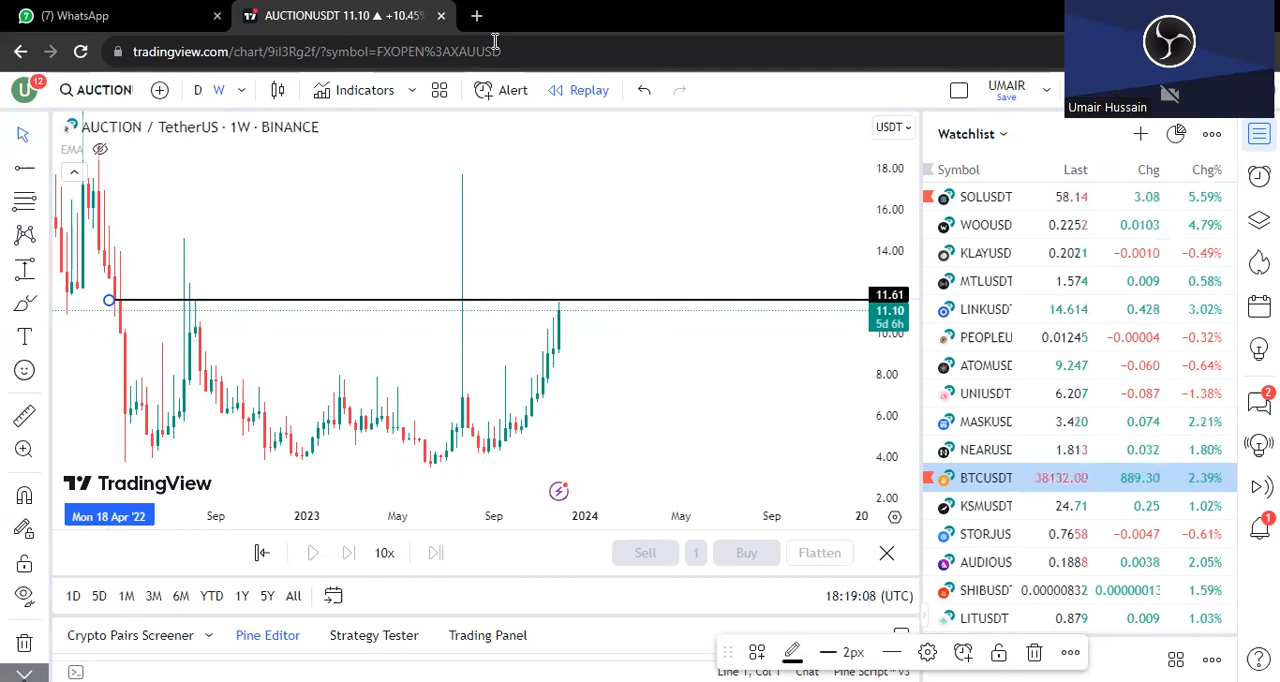 (7) WhatsApp
AUCTIONUSDT 11.10 ▲ +10.45%
tradingview.com/chart/9il3Rg2f/?symbol=FXOPEN%3AXAUUSD
Umair Hussain
U 12
AUCTION
D W
Indicators
Alert
Replay
UMAIR
Save
AUCTION / TetherUS · 1W · BINANCE
EMA
USDT
18.00
16.00
14.00
11.61
11.10
5d 6h
10.00
8.00
6.00
4.00
2.00
TradingView
Mon 18 Apr '22
Sep 2023 May Sep 2024 May Sep 20
10x
Sell 1 Buy Flatten
1D 5D 1M 3M 6M YTD 1Y 5Y All
18:19:08 (UTC)
Crypto Pairs Screener Pine Editor Strategy Tester Trading Panel
2px
Line 1, Col 1 Chat Pine Script™ v5
Watchlist
Symbol Last Chg Chg%
SOLUSDT 58.14 3.08 5.59%
WOOUSD 0.2252 0.0103 4.79%
KLAYUSD 0.2021 −0.0010 −0.49%
MTLUSDT 1.574 0.009 0.58%
LINKUSD 14.614 0.428 3.02%
PEOPLEU 0.01245 −0.00004 −0.32%
ATOMUSD 9.247 −0.060 −0.64%
UNIUSDT 6.207 −0.087 −1.38%
MASKUSD 3.420 0.074 2.21%
NEARUSD 1.813 0.032 1.80%
BTCUSDT 38132.00 889.30 2.39%
KSMUSDT 24.71 0.25 1.02%
STORJUS 0.7658 −0.0047 −0.61%
AUDIOUS 0.1888 0.0038 2.05%
SHIBUSDT 0.00000832 0.00000013 1.59%
LITUSDT 0.879 0.009 1.03%
2
1